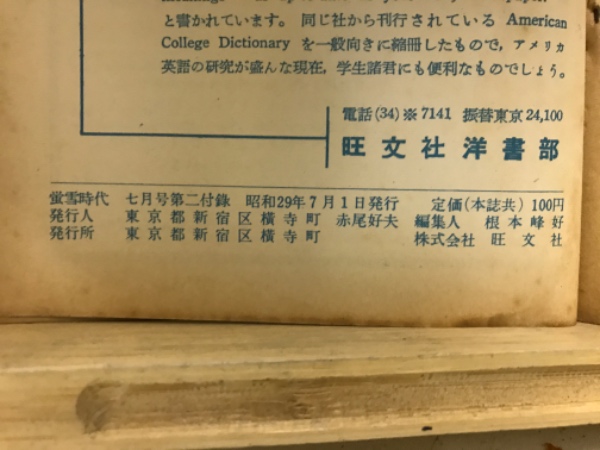 と書かれています。同じ社から刊行されている American
College Dictionary を一般向きに縮冊したもので，アメリカ
英語の研究が盛んな現在，学生諸君にも便利なものでしょう。
電話(34)※7141 振替東京24,100
旺文社洋書部
螢雪時代 七月号第二付録 昭和29年7月1日発行 定価(本誌共) 100円
発行人 東京都新宿区横寺町 赤尾好夫 編集人 根本峰好
発行所 東京都新宿区横寺町 株式会社 旺文社